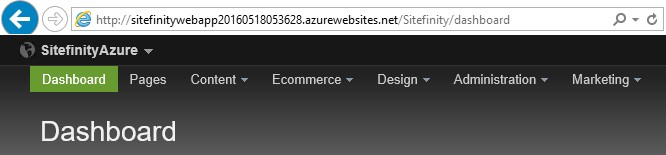 http://sitefinitywebapp20160518053628.azurewebsites.net/Sitefinity/dashboard
SitefinityAzure
Dashboard Pages Content Ecommerce Design Administration Marketing
Dashboard